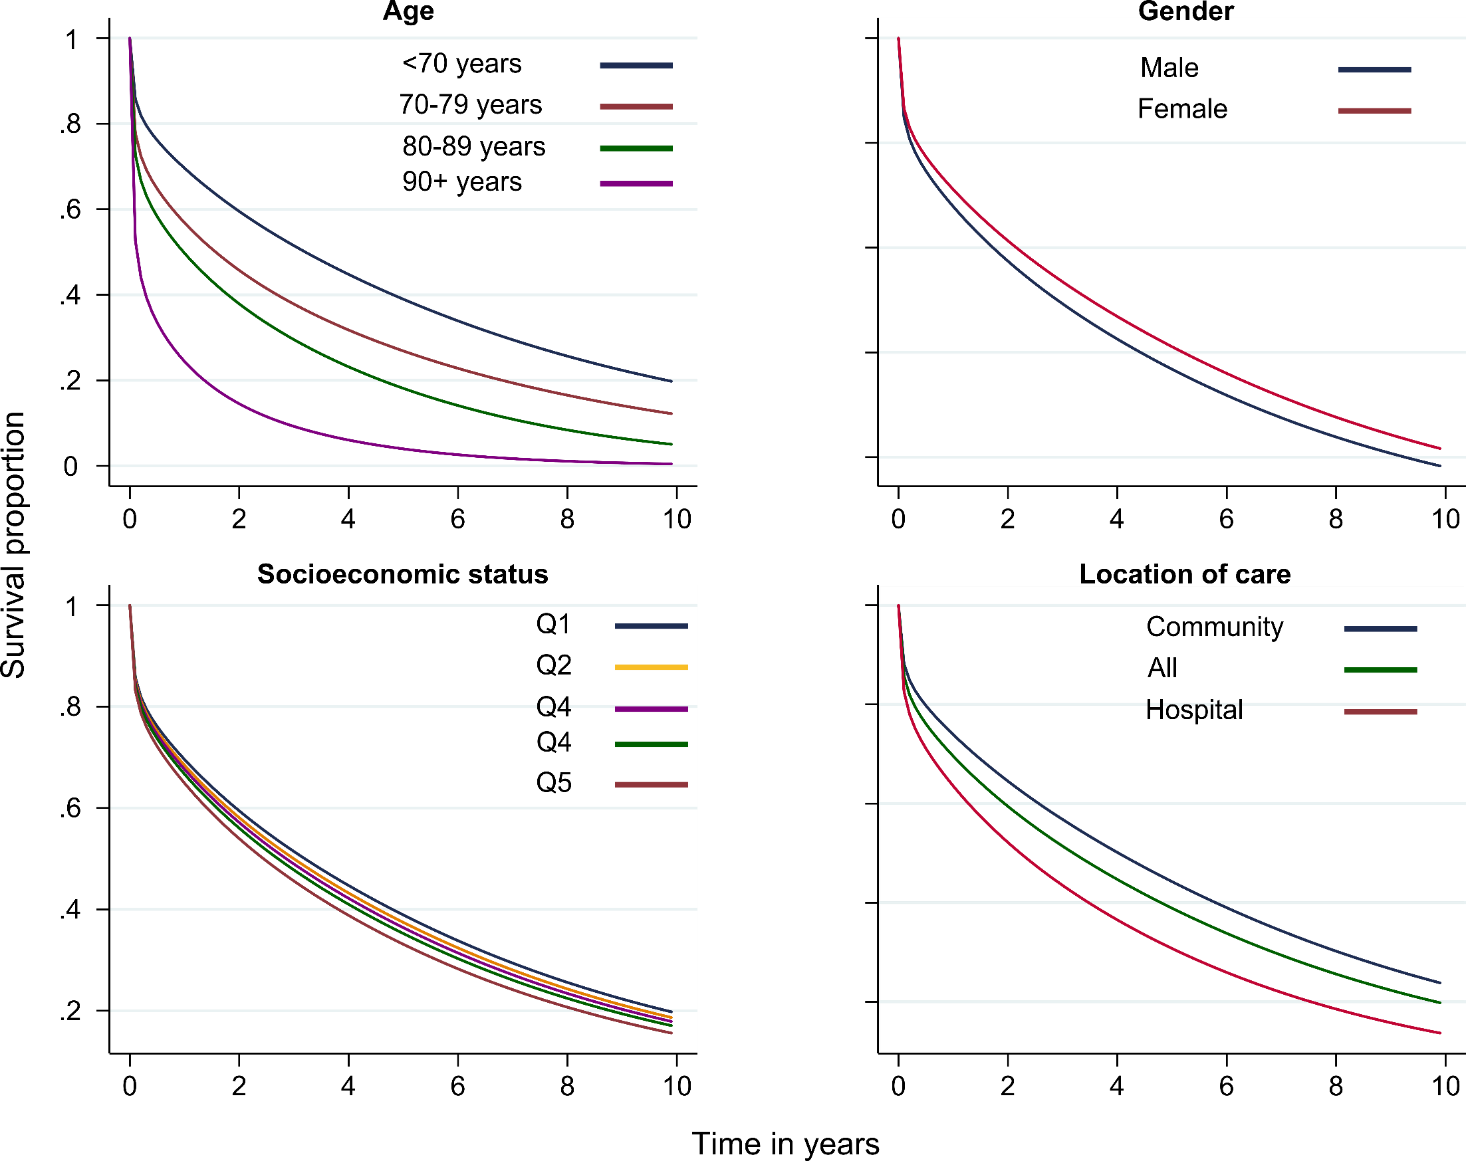 Age
1
.8
.6
.4
.2
0
<70 years
70-79 years
80-89 years
90+ years
0 2 4 6 8 10
Gender
Male
Female
0 2 4 6 8 10
Survival proportion
Socioeconomic status
1
.8
.6
.4
.2
Q1
Q2
Q4
Q4
Q5
0 2 4 6 8 10
Location of care
Community
All
Hospital
0 2 4 6 8 10
Time in years